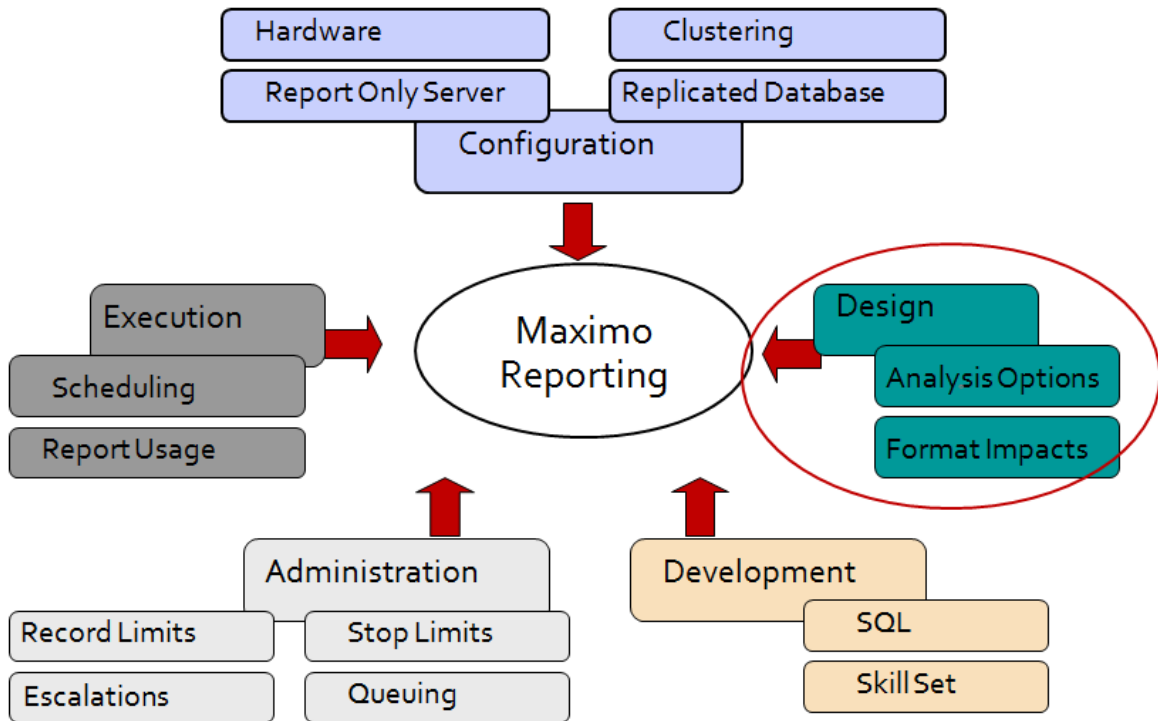 Hardware
Clustering
Report Only Server
Replicated Database
Configuration
Execution
Scheduling
Report Usage
Maximo
Reporting
Design
Analysis Options
Format Impacts
Administration
Record Limits
Stop Limits
Escalations
Queuing
Development
SQL
Skill Set